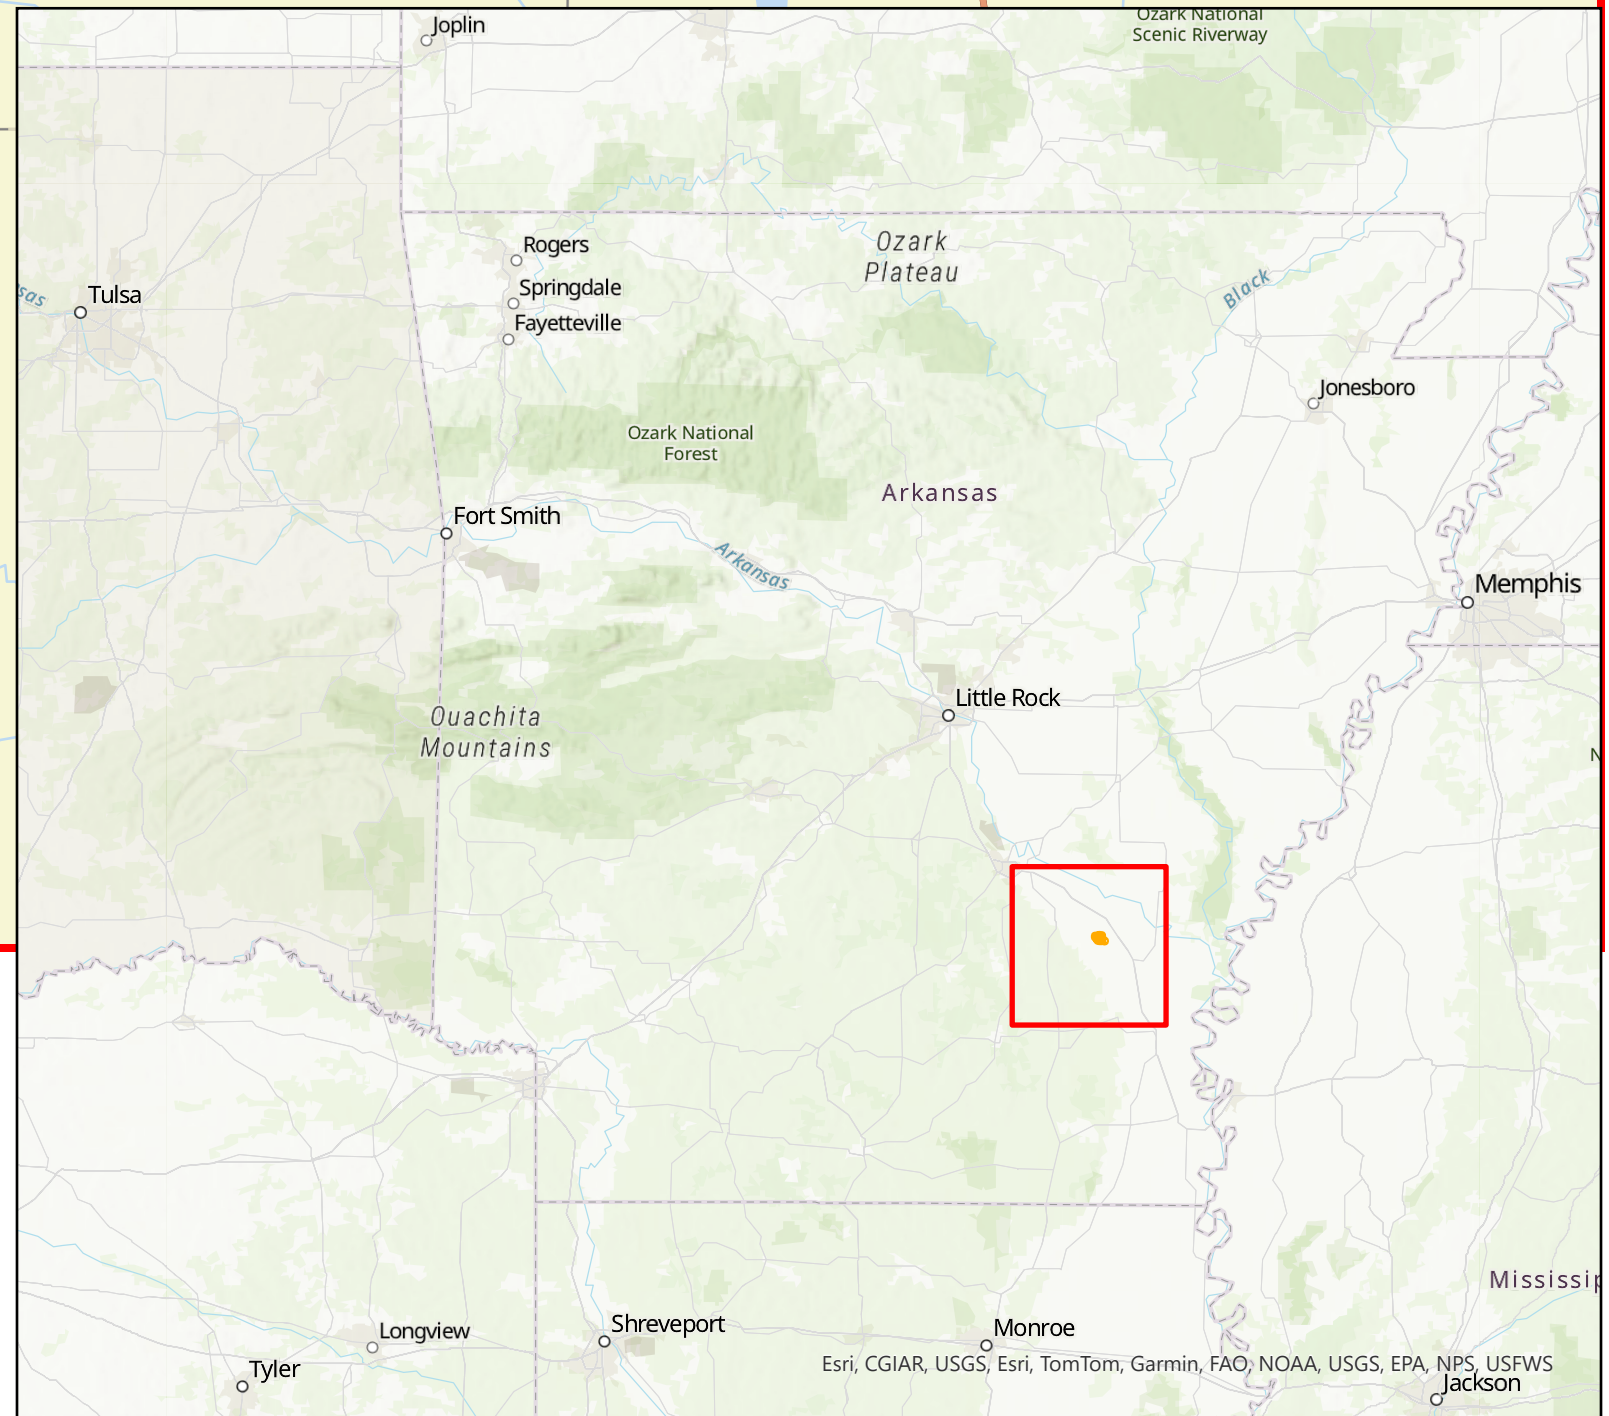 Joplin
Ozark National
Scenic Riverway
Rogers
Springdale
Fayetteville
Ozark
Plateau
Black
sas
Tulsa
Jonesboro
Ozark National
Forest
Arkansas
Fort Smith
Arkansas
Memphis
Little Rock
Ouachita
Mountains
N
Mississip
Longview
Shreveport
Monroe
Tyler
Esri, CGIAR, USGS, Esri, TomTom, Garmin, FAO, NOAA, USGS, EPA, NPS, USFWS
Jackson